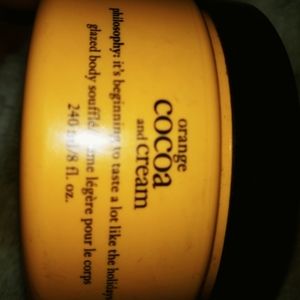 orange
cocoa
and cream
philosophy: it's beginning to taste a lot like the holidays
glazed body soufflé légère pour le corps
240 ml/8 fl. oz.